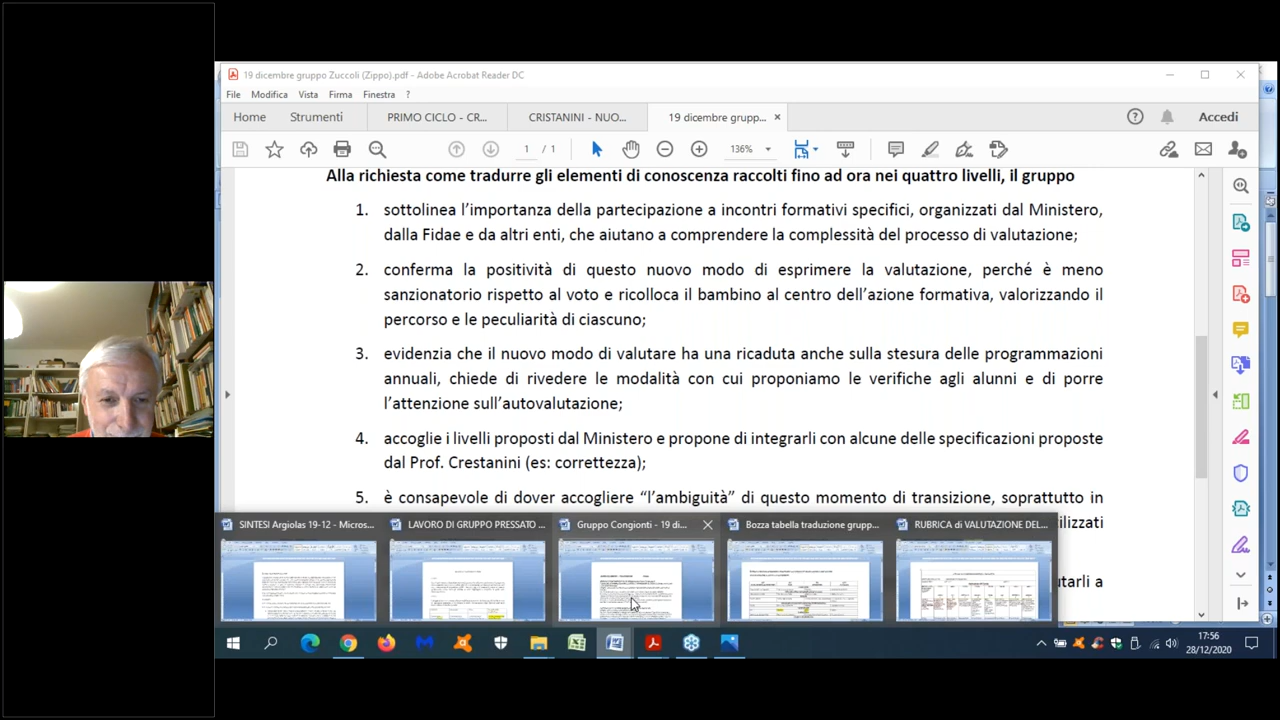 19 dicembre gruppo Zuccoli (Zippo).pdf - Adobe Acrobat Reader DC
File Modifica Vista Firma Finestra ?
Home Strumenti PRIMO CICLO - CR... CRISTANINI - NUO... 19 dicembre grupp... Accedi
1 / 1 136%
Alla richiesta come tradurre gli elementi di conoscenza raccolti fino ad ora nei quattro livelli, il gruppo
1. sottolinea l’importanza della partecipazione a incontri formativi specifici, organizzati dal Ministero,
dalla Fidae e da altri enti, che aiutano a comprendere la complessità del processo di valutazione;
2. conferma la positività di questo nuovo modo di esprimere la valutazione, perché è meno
sanzionatorio rispetto al voto e ricolloca il bambino al centro dell’azione formativa, valorizzando il
percorso e le peculiarità di ciascuno;
3. evidenzia che il nuovo modo di valutare ha una ricaduta anche sulla stesura delle programmazioni
annuali, chiede di rivedere le modalità con cui proponiamo le verifiche agli alunni e di porre
l’attenzione sull’autovalutazione;
4. accoglie i livelli proposti dal Ministero e propone di integrarli con alcune delle specificazioni proposte
dal Prof. Crestanini (es: correttezza);
5. è consapevole di dover accogliere “l’ambiguità” di questo momento di transizione, soprattutto in
ilizzati
utarli a
SINTESI Argiolas 19-12 - Micros... LAVORO DI GRUPPO PRESSATO ... Gruppo Congionti - 19 di... Bozza tabella traduzione grupp... RUBRICA di VALUTAZIONE DEL...
17:56
28/12/2020